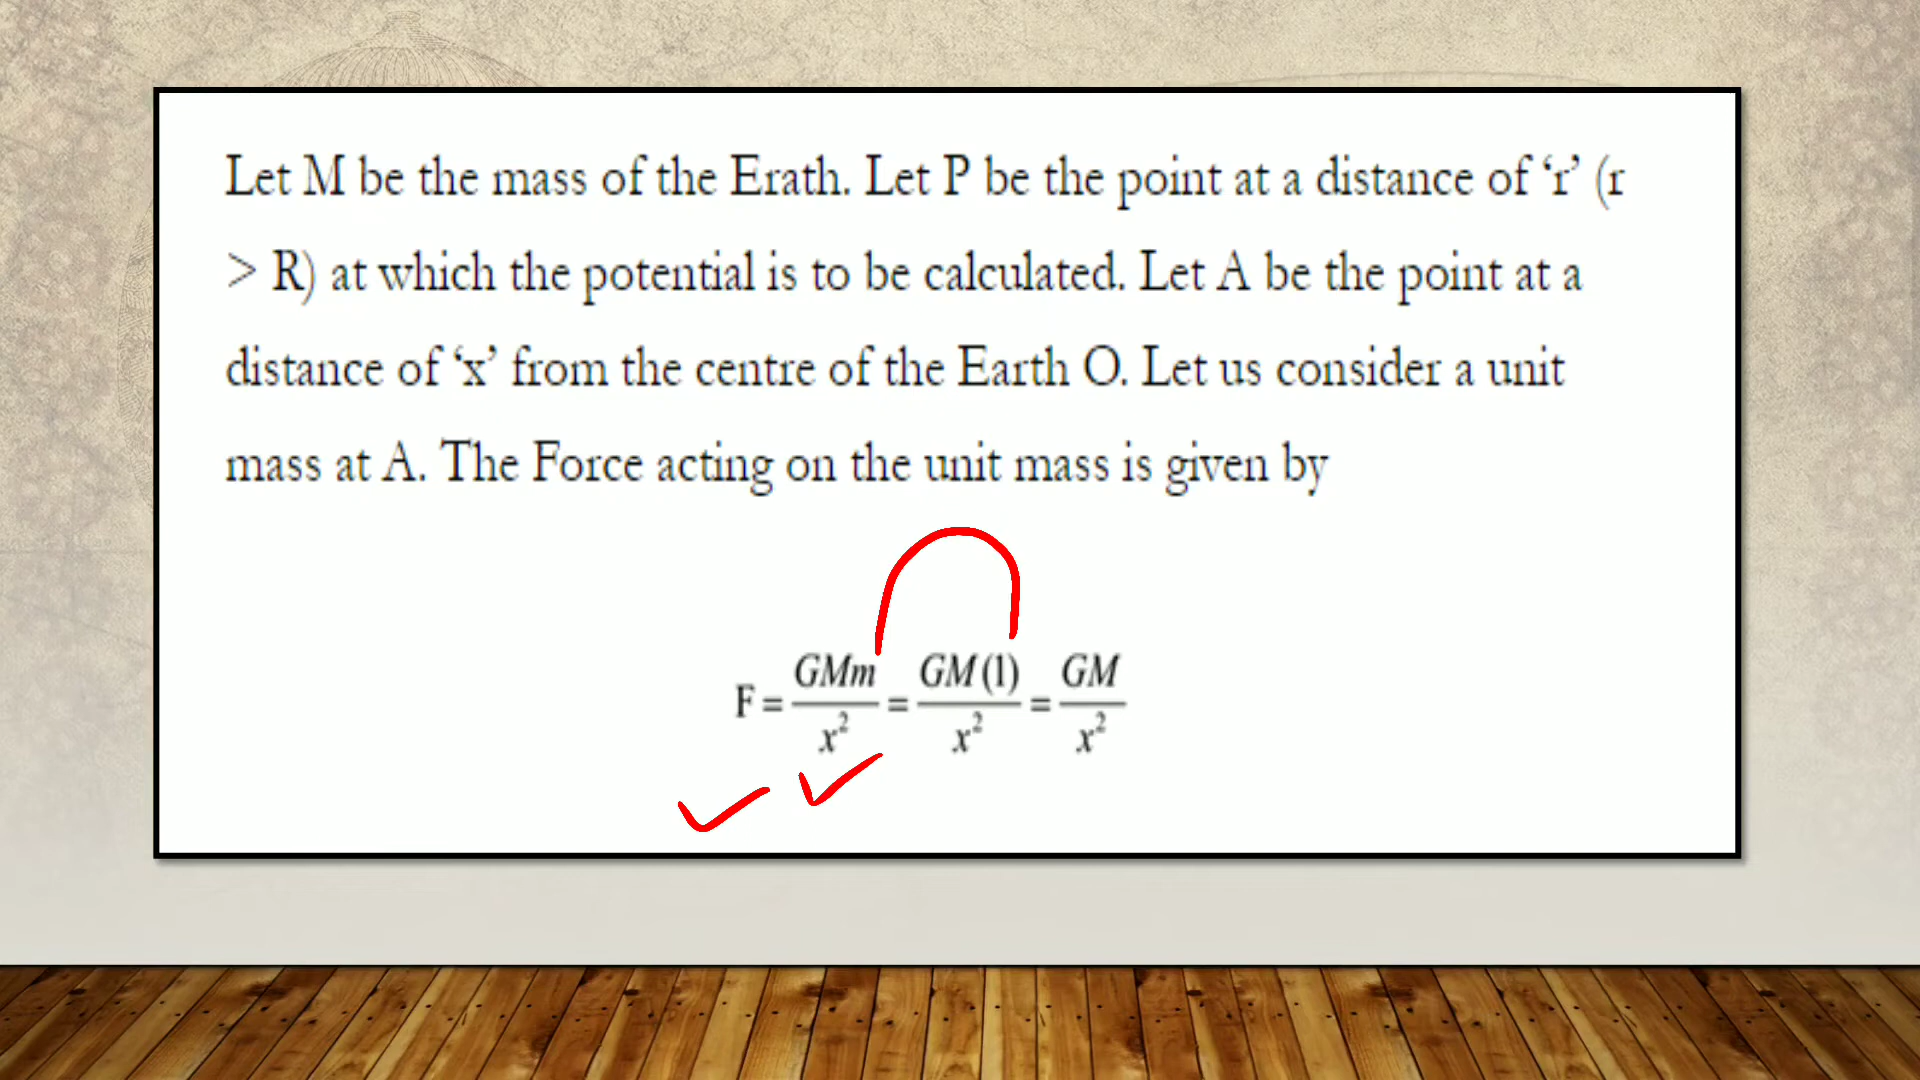 Let M be the mass of the Erath. Let P be the point at a distance of ‘r’ (r
> R) at which the potential is to be calculated. Let A be the point at a
distance of ‘x’ from the centre of the Earth O. Let us consider a unit
mass at A. The Force acting on the unit mass is given by
F = GMm/x² = GM(1)/x² = GM/x²